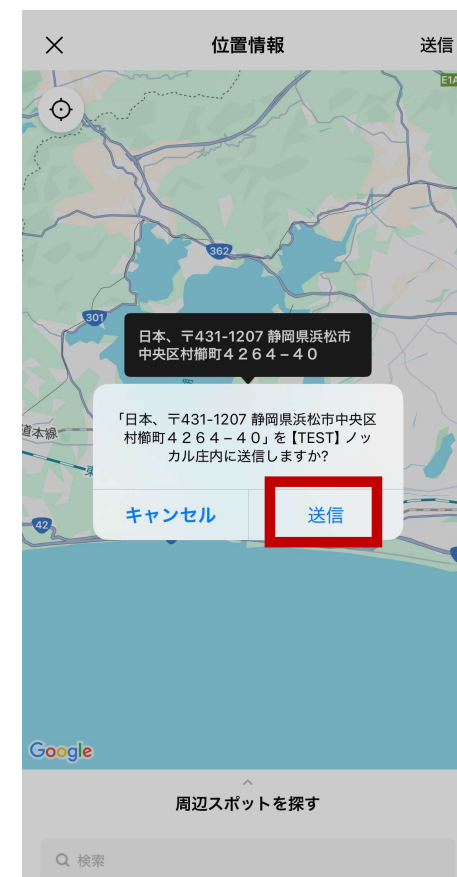 位置情報
送信
E1A
362
301
日本、〒431-1207 静岡県浜松市
中央区村櫛町４２６４−４０
「日本、〒431-1207 静岡県浜松市中央区
村櫛町４２６４−４０」を【TEST】ノッ
カル庄内に送信しますか?
道本線
キャンセル
送信
42
Google
周辺スポットを探す
検索